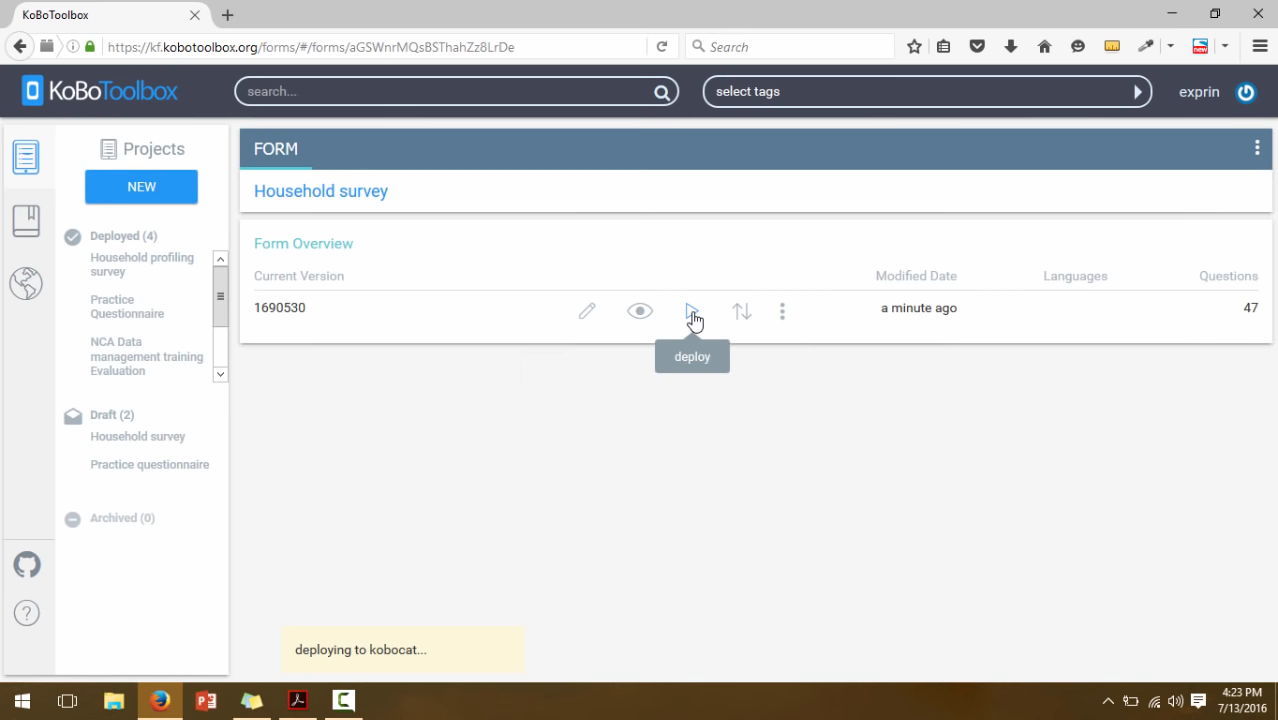 KoBoToolbox
https://kf.kobotoolbox.org/forms/#/forms/aGSWnrMQsBSThahZz8LrDe
Search
new
KoBoToolbox
search...
select tags
exprin
Projects
NEW
Deployed (4)
Household profiling
survey
Practice
Questionnaire
NCA Data
management training
Evaluation
Draft (2)
Household survey
Practice questionnaire
Archived (0)
FORM
Household survey
Form Overview
Current Version
Modified Date
Languages
Questions
1690530
a minute ago
47
deploy
deploying to kobocat...
4:23 PM
7/13/2016